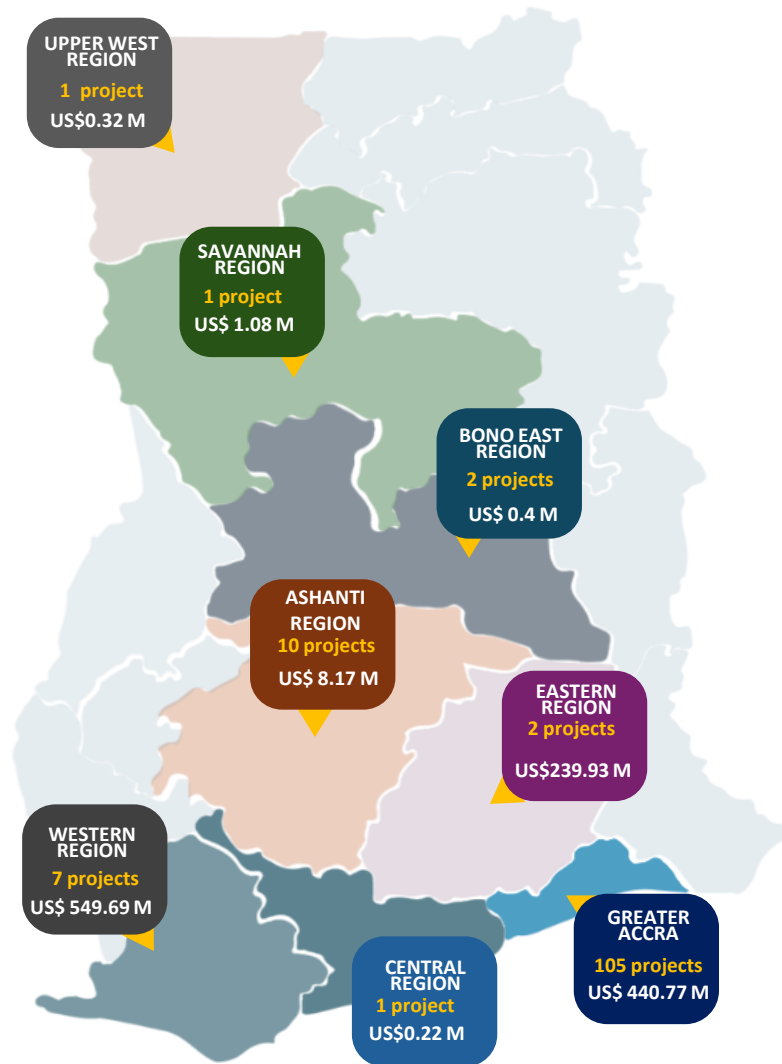 UPPER WEST
REGION
1 project
US$0.32 M
SAVANNAH
REGION
1 project
US$ 1.08 M
BONO EAST
REGION
2 projects
US$ 0.4 M
ASHANTI
REGION
10 projects
US$ 8.17 M
EASTERN
REGION
2 projects
US$239.93 M
WESTERN
REGION
7 projects
US$ 549.69 M
GREATER
ACCRA
105 projects
US$ 440.77 M
CENTRAL
REGION
1 project
US$0.22 M